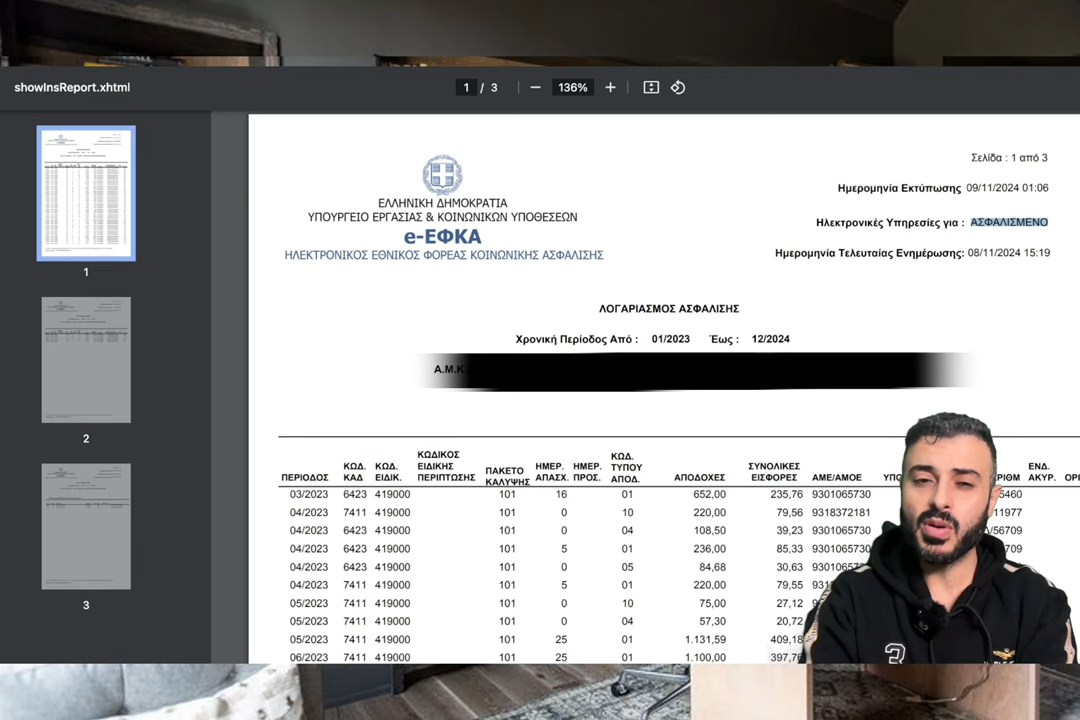 showInsReport.xhtml
1 / 3
136%
1
2
3
Σελίδα : 1 από 3
Ημερομηνία Εκτύπωσης 09/11/2024 01:06
Ηλεκτρονικές Υπηρεσίες για : ΑΣΦΑΛΙΣΜΕΝΟ
Ημερομηνία Τελευταίας Ενημέρωσης: 08/11/2024 15:19
ΕΛΛΗΝΙΚΗ ΔΗΜΟΚΡΑΤΙΑ
ΥΠΟΥΡΓΕΙΟ ΕΡΓΑΣΙΑΣ & ΚΟΙΝΩΝΙΚΩΝ ΥΠΟΘΕΣΕΩΝ
e-ΕΦΚΑ
ΗΛΕΚΤΡΟΝΙΚΟΣ ΕΘΝΙΚΟΣ ΦΟΡΕΑΣ ΚΟΙΝΩΝΙΚΗΣ ΑΣΦΑΛΙΣΗΣ
ΛΟΓΑΡΙΑΣΜΟΣ ΑΣΦΑΛΙΣΗΣ
Χρονική Περίοδος Από : 01/2023 Έως : 12/2024
Α.Μ.Κ.
ΠΕΡΙΟΔΟΣ ΚΩΔ. ΚΑΔ ΚΩΔ. ΕΙΔΙΚ. ΚΩΔΙΚΟΣ ΕΙΔΙΚΗΣ ΠΕΡΙΠΤΩΣΗΣ ΠΑΚΕΤΟ ΚΑΛΥΨΗΣ ΗΜΕΡ. ΑΠΑΣΧ. ΗΜΕΡ. ΠΡΟΣ. ΚΩΔ. ΤΥΠΟΥ ΑΠΟΔ. ΑΠΟΔΟΧΕΣ ΣΥΝΟΛΙΚΕΣ ΕΙΣΦΟΡΕΣ ΑΜΕ/ΑΜΟΕ ΕΝΔ. ΑΚΥΡ.
03/2023 6423 419000 101 16 01 652,00 235,76 9301065730 5460
04/2023 7411 419000 101 0 10 220,00 79,56 9318372181 11977
04/2023 6423 419000 101 0 04 108,50 39,23 9301065730 /56709
04/2023 6423 419000 101 5 01 236,00 85,33 9301065730 709
04/2023 6423 419000 101 0 05 84,68 30,63 930106573
04/2023 7411 419000 101 5 01 220,00 79,55 931
05/2023 7411 419000 101 0 10 75,00 27,12
05/2023 7411 419000 101 0 04 57,30 20,72
05/2023 7411 419000 101 25 01 1.131,59 409,18
06/2023 7411 419000 101 25 01 1.100,00 397,76
3